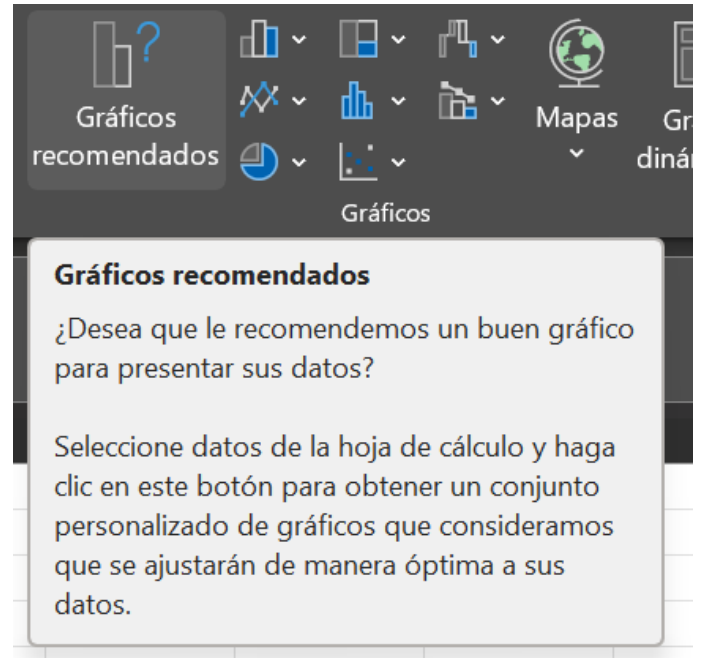 Gráficos
recomendados
Mapas
Gráficos
Gráficos recomendados
¿Desea que le recomendemos un buen gráfico
para presentar sus datos?
Seleccione datos de la hoja de cálculo y haga
clic en este botón para obtener un conjunto
personalizado de gráficos que consideramos
que se ajustarán de manera óptima a sus
datos.